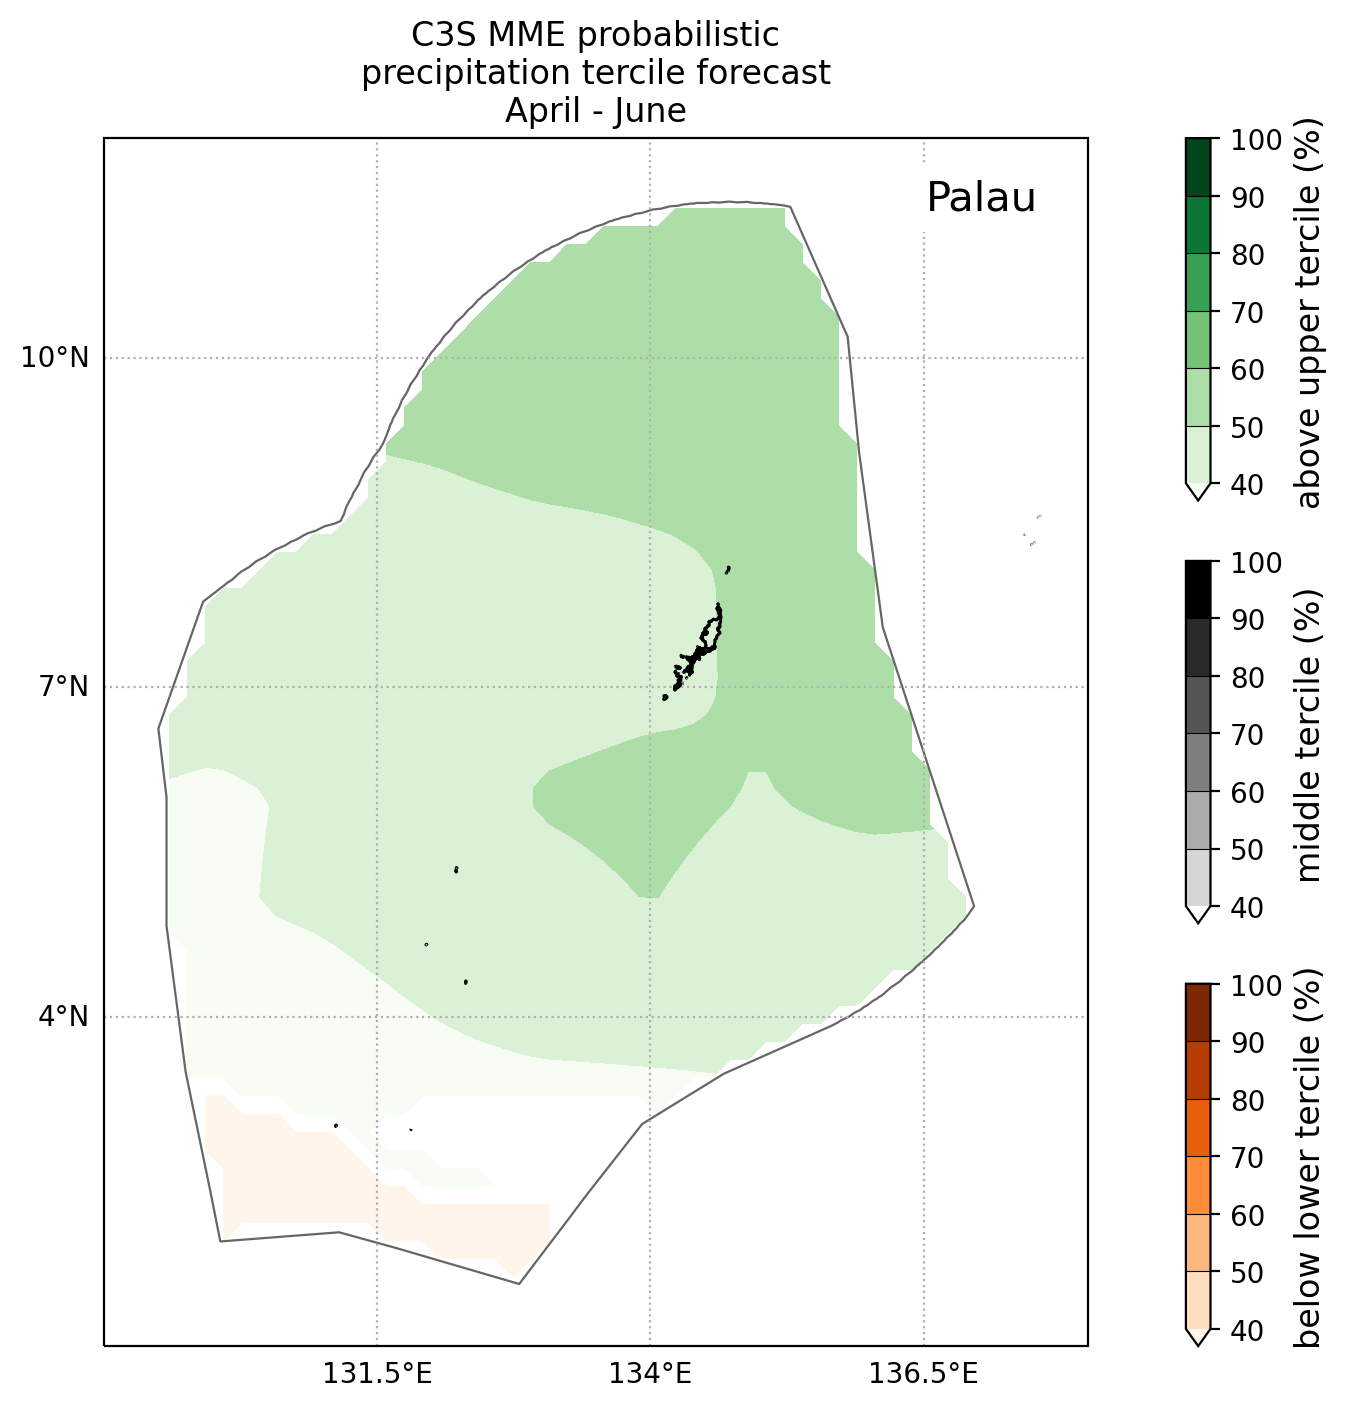 C3S MME probabilistic
precipitation tercile forecast
April - June
Palau
10°N
7°N
4°N
131.5°E
134°E
136.5°E
100
90
80
70
60
50
40
above upper tercile (%)
100
90
80
70
60
50
40
middle tercile (%)
100
90
80
70
60
50
40
below lower tercile (%)